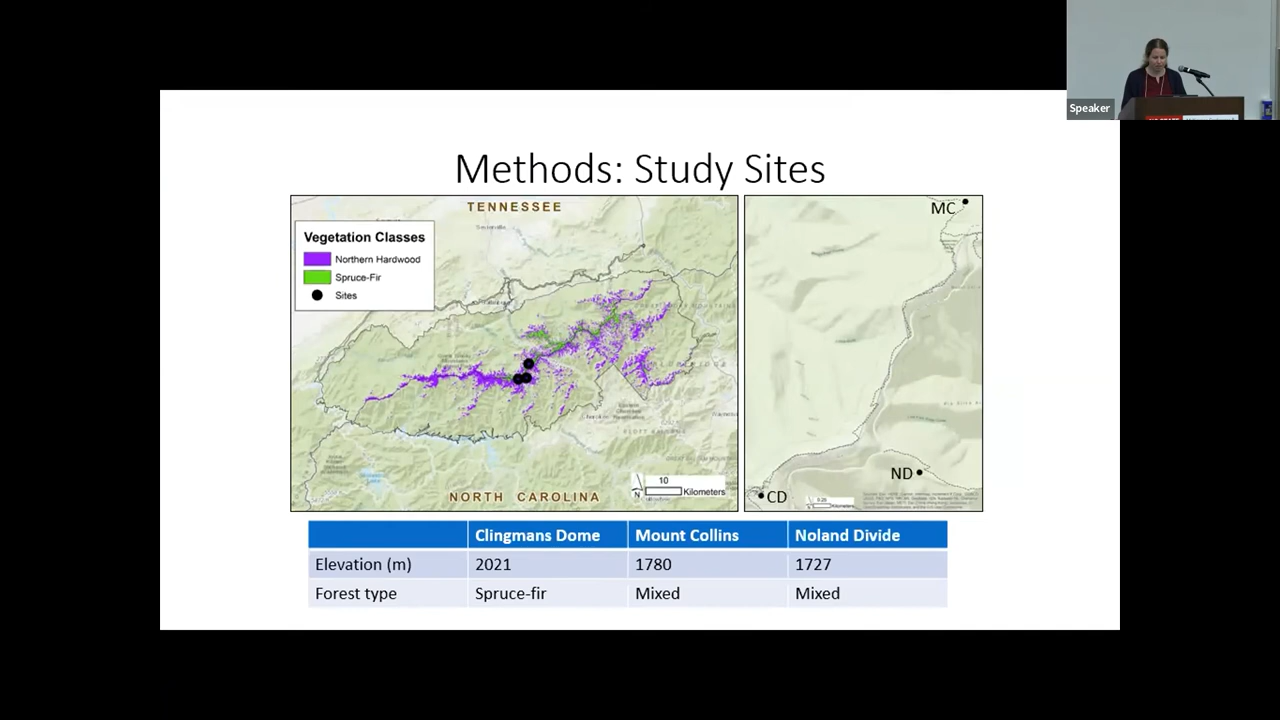 Speaker
Methods: Study Sites
TENNESSEE
Vegetation Classes
Northern Hardwood
Spruce-Fir
Sites
10
N
Kilometers
NORTH CAROLINA
MC
ND
CD
Clingmans Dome
Mount Collins
Noland Divide
Elevation (m)
2021
1780
1727
Forest type
Spruce-fir
Mixed
Mixed